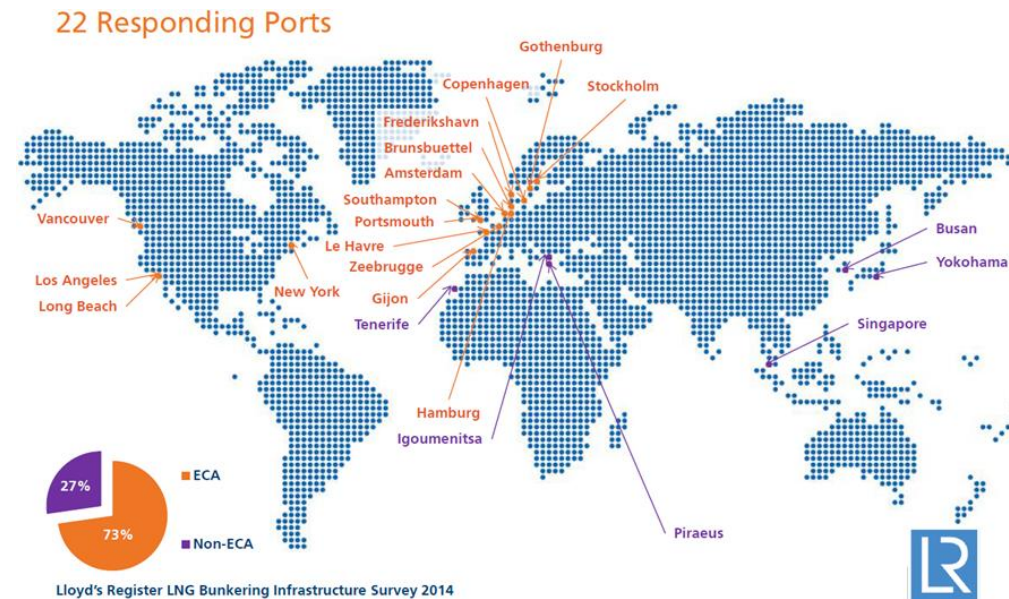 22 Responding Ports
Gothenburg
Copenhagen
Stockholm
Frederikshavn
Brunsbuettel
Amsterdam
Southampton
Portsmouth
Vancouver
Le Havre
Busan
Zeebrugge
Yokohama
Los Angeles
New York
Gijon
Long Beach
Tenerife
Singapore
Hamburg
Igoumenitsa
27%
ECA
73%
Piraeus
Non-ECA
Lloyd's Register LNG Bunkering Infrastructure Survey 2014
LR